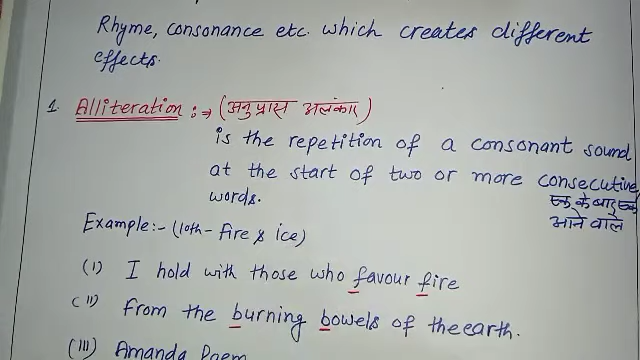 Rhyme, consonance etc. which creates different
effects.
1. Alliteration :→ (अनुप्रास अलंकार)
is the repetition of a consonant sound
at the start of two or more consecutive
words.
एक के बाद एक
आने वाले
Example:- (10th - Fire & ice)
(i) I hold with those who favour fire
(ii) From the burning bowels of the earth.
(iii) Amanda Poem